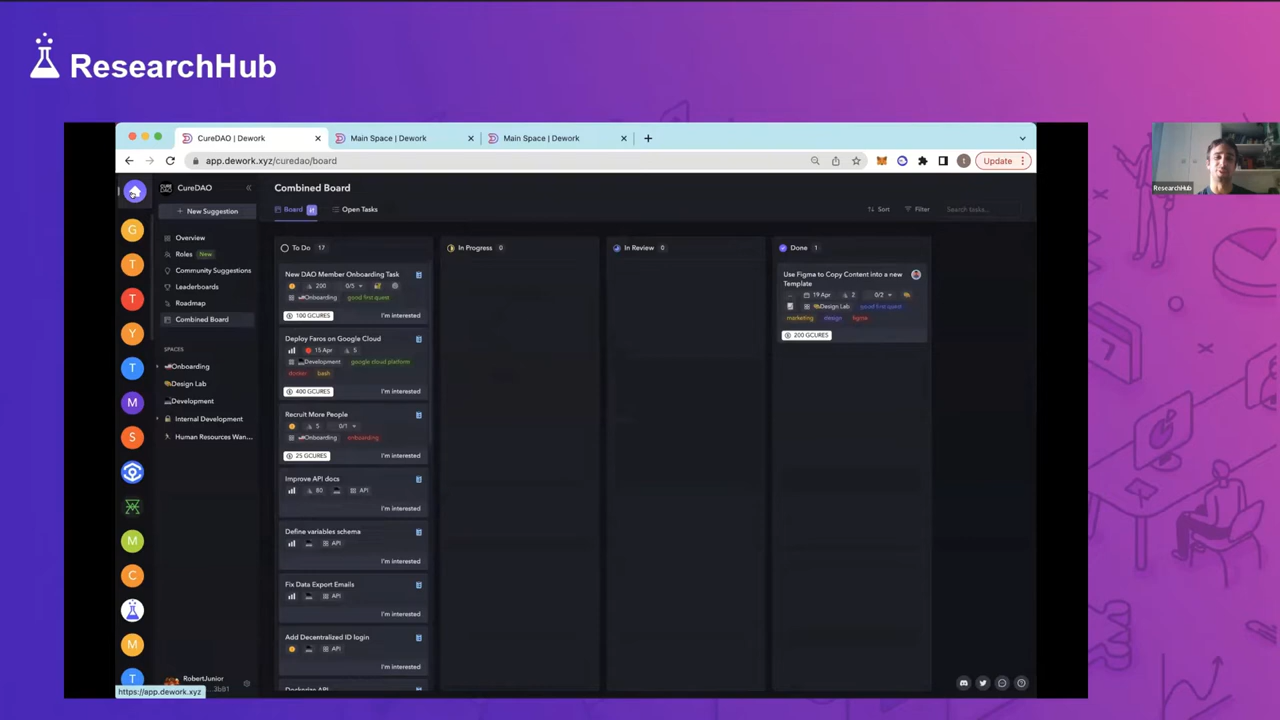 ResearchHub
CureDAO | Dework
Main Space | Dework
Main Space | Dework
app.dework.xyz/curedao/board
Update
ResearchHub
CureDAO
New Suggestion
Overview
Roles New
Community Suggestions
Leaderboards
Roadmap
Combined Board
SPACES
Onboarding
Design Lab
Development
Internal Development
Human Resources Wan...
G
T
T
Y
T
M
S
M
C
M
T
RobertJunior
3b81
https://app.dework.xyz
Combined Board
Board
Open Tasks
Sort
Filter
Search tasks...
To Do 17
New DAO Member Onboarding Task
200 0/5
Onboarding good first quest
100 GCURES I'm interested
Deploy Faros on Google Cloud
15 Apr 5
Development google cloud platform
docker bash
400 GCURES I'm interested
Recruit More People
5 0/1
Onboarding onboarding
25 GCURES I'm interested
Improve API docs
80 API
I'm interested
Define variables schema
API
I'm interested
Fix Data Export Emails
API
I'm interested
Add Decentralized ID login
API
I'm interested
Dockerize API
In Progress 0
In Review 0
Done 1
Use Figma to Copy Content into a new
Template
19 Apr 2 0/2
Design Lab good first quest
marketing design figma
200 GCURES